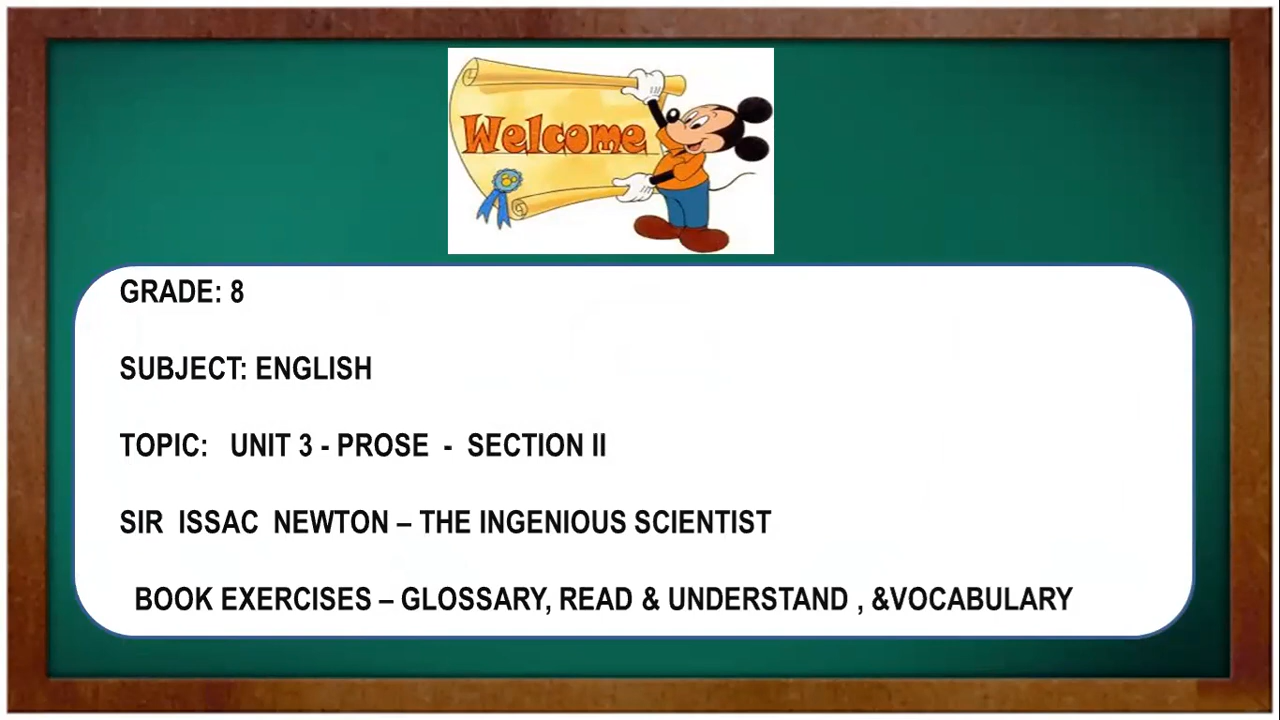 Welcome
GRADE: 8
SUBJECT: ENGLISH
TOPIC: UNIT 3 - PROSE - SECTION II
SIR ISSAC NEWTON – THE INGENIOUS SCIENTIST
BOOK EXERCISES – GLOSSARY, READ & UNDERSTAND , &VOCABULARY